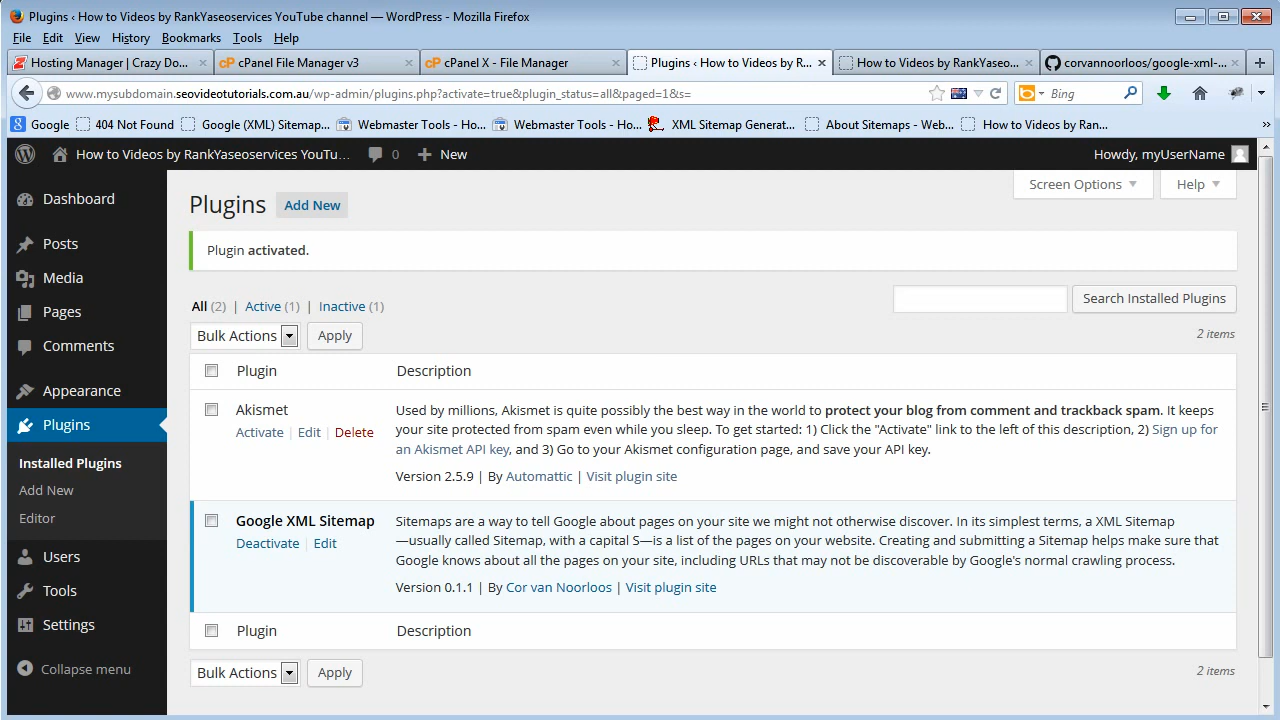 Plugins ‹ How to Videos by RankYaseoservices YouTube channel — WordPress - Mozilla Firefox
File Edit View History Bookmarks Tools Help
Hosting Manager | Crazy Do... cPanel File Manager v3 cPanel X - File Manager Plugins ‹ How to Videos by R... How to Videos by RankYaseo... corvannoorloos/google-xml-...
www.mysubdomain.seovideotutorials.com.au/wp-admin/plugins.php?activate=true&plugin_status=all&paged=1&s= Bing
Google 404 Not Found Google (XML) Sitemap... Webmaster Tools - Ho... Webmaster Tools - Ho... XML Sitemap Generat... About Sitemaps - Web... How to Videos by Ran... »
How to Videos by RankYaseoservices YouTu... 0 New Howdy, myUserName
Screen Options Help
Dashboard
Posts
Media
Pages
Comments
Appearance
Plugins
Installed Plugins
Add New
Editor
Users
Tools
Settings
Collapse menu
Plugins Add New
Plugin activated.
All (2) | Active (1) | Inactive (1) Search Installed Plugins
Bulk Actions Apply 2 items
Plugin Description
Akismet
Activate | Edit | Delete
Used by millions, Akismet is quite possibly the best way in the world to protect your blog from comment and trackback spam. It keeps
your site protected from spam even while you sleep. To get started: 1) Click the "Activate" link to the left of this description, 2) Sign up for
an Akismet API key, and 3) Go to your Akismet configuration page, and save your API key.
Version 2.5.9 | By Automattic | Visit plugin site
Google XML Sitemap
Deactivate | Edit
Sitemaps are a way to tell Google about pages on your site we might not otherwise discover. In its simplest terms, a XML Sitemap
—usually called Sitemap, with a capital S—is a list of the pages on your website. Creating and submitting a Sitemap helps make sure that
Google knows about all the pages on your site, including URLs that may not be discoverable by Google's normal crawling process.
Version 0.1.1 | By Cor van Noorloos | Visit plugin site
Plugin Description
Bulk Actions Apply 2 items